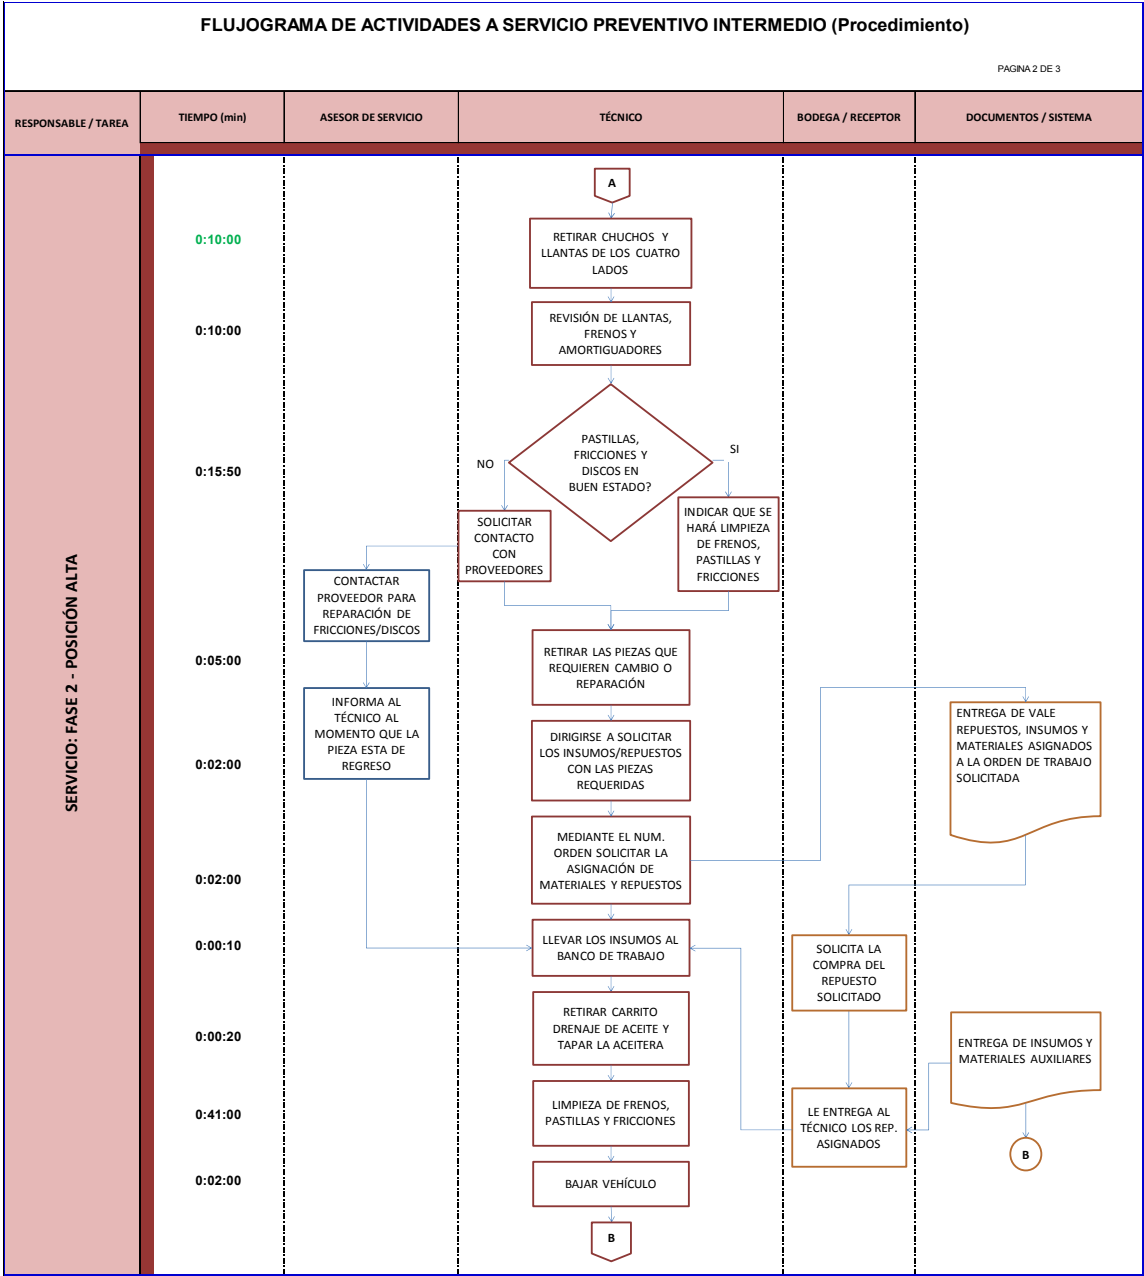 FLUJOGRAMA DE ACTIVIDADES A SERVICIO PREVENTIVO INTERMEDIO (Procedimiento)
PAGINA 2 DE 3
RESPONSABLE / TAREA
TIEMPO (min)
ASESOR DE SERVICIO
TÉCNICO
BODEGA / RECEPTOR
DOCUMENTOS / SISTEMA
SERVICIO: FASE 2 - POSICIÓN ALTA
A
0:10:00
RETIRAR CHUCHOS Y
LLANTAS DE LOS CUATRO
LADOS
0:10:00
REVISIÓN DE LLANTAS,
FRENOS Y
AMORTIGUADORES
0:15:50
PASTILLAS,
FRICCIONES Y
DISCOS EN
BUEN ESTADO?
NO
SI
SOLICITAR
CONTACTO
CON
PROVEEDORES
INDICAR QUE SE
HARÁ LIMPIEZA
DE FRENOS,
PASTILLAS Y
FRICCIONES
CONTACTAR
PROVEEDOR PARA
REPARACIÓN DE
FRICCIONES/DISCOS
0:05:00
RETIRAR LAS PIEZAS QUE
REQUIEREN CAMBIO O
REPARACIÓN
INFORMA AL
TÉCNICO AL
MOMENTO QUE LA
PIEZA ESTA DE
REGRESO
0:02:00
DIRIGIRSE A SOLICITAR
LOS INSUMOS/REPUESTOS
CON LAS PIEZAS
REQUERIDAS
ENTREGA DE VALE
REPUESTOS, INSUMOS Y
MATERIALES ASIGNADOS
A LA ORDEN DE TRABAJO
SOLICITADA
0:02:00
MEDIANTE EL NUM.
ORDEN SOLICITAR LA
ASIGNACIÓN DE
MATERIALES Y REPUESTOS
0:00:10
LLEVAR LOS INSUMOS AL
BANCO DE TRABAJO
SOLICITA LA
COMPRA DEL
REPUESTO
SOLICITADO
0:00:20
RETIRAR CARRITO
DRENAJE DE ACEITE Y
TAPAR LA ACEITERA
ENTREGA DE INSUMOS Y
MATERIALES AUXILIARES
0:41:00
LIMPIEZA DE FRENOS,
PASTILLAS Y FRICCIONES
LE ENTREGA AL
TÉCNICO LOS REP.
ASIGNADOS
B
0:02:00
BAJAR VEHÍCULO
B